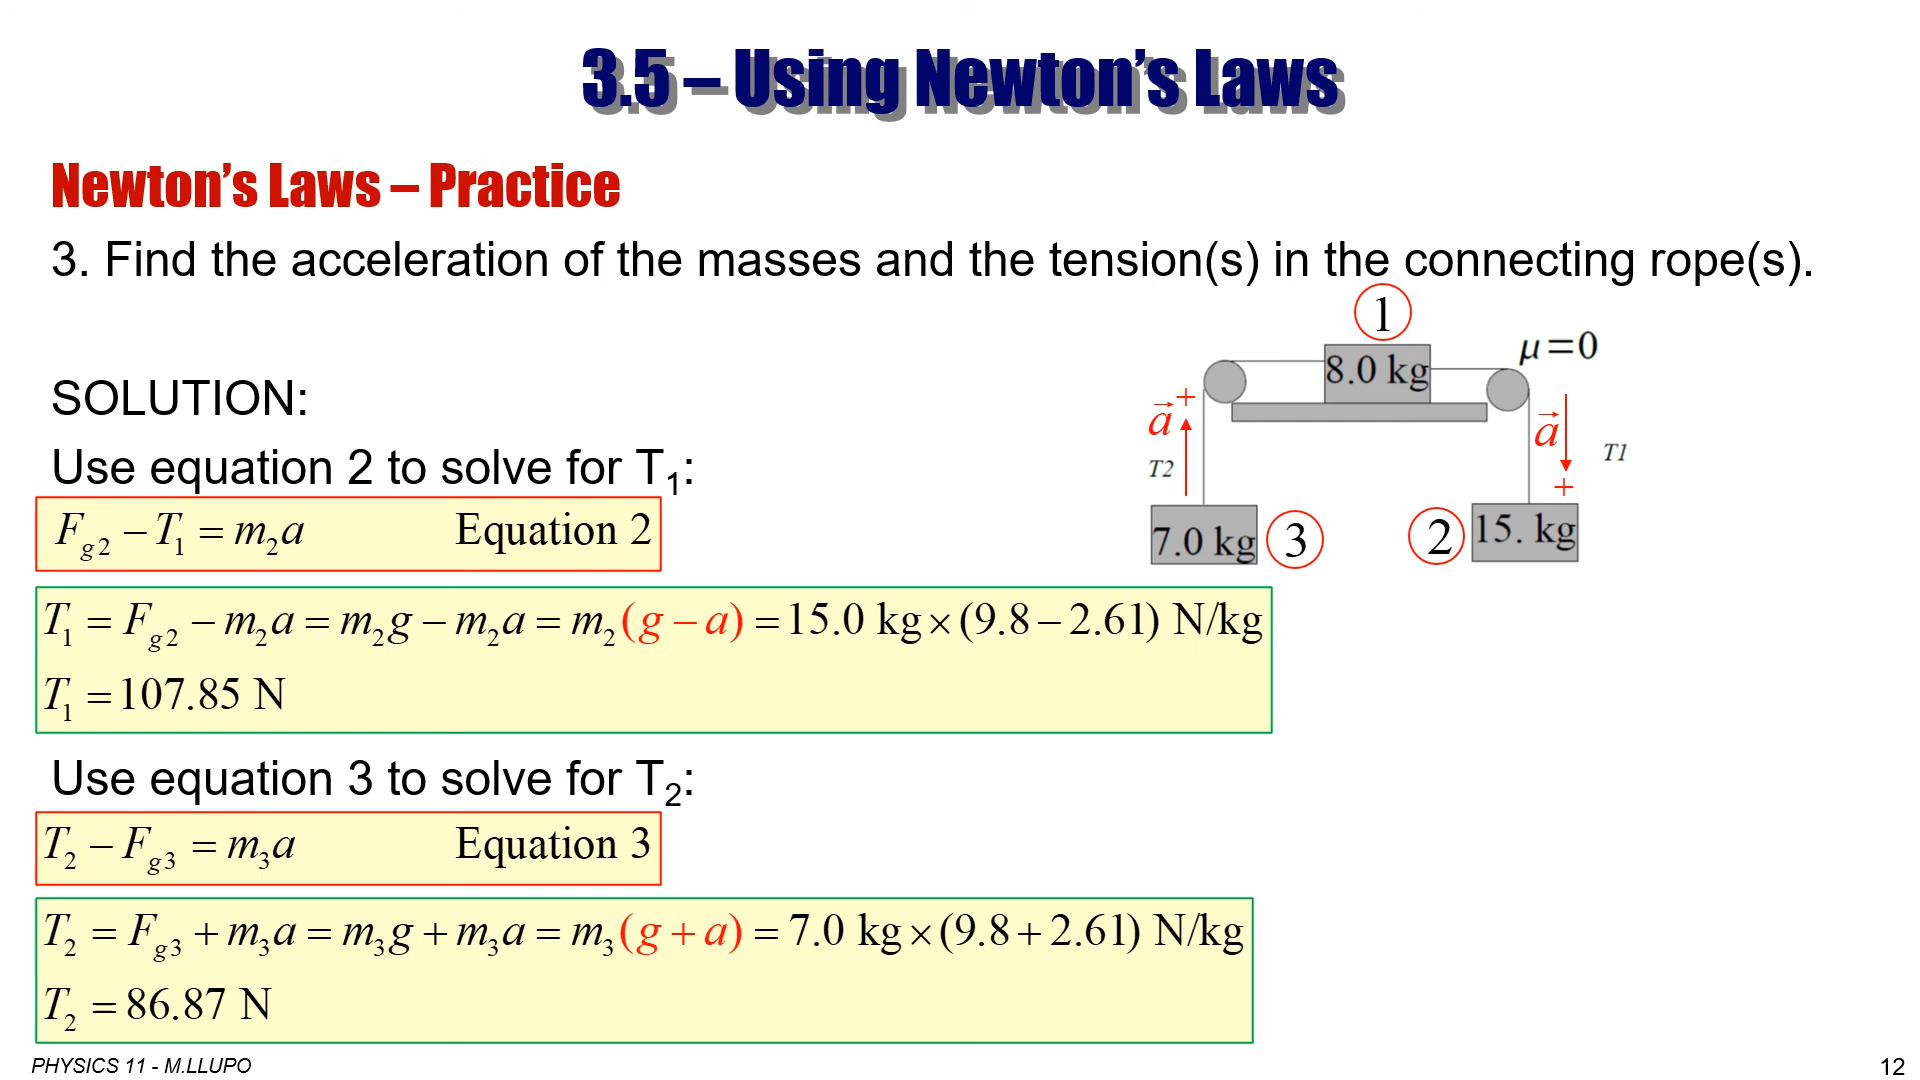 3.5 – Using Newton’s Laws
Newton’s Laws – Practice
3. Find the acceleration of the masses and the tension(s) in the connecting rope(s).
1
8.0 kg
μ=0
SOLUTION:
a⃗ +
a⃗
T2
T1
+
Use equation 2 to solve for T₁:
7.0 kg
3
2
15. kg
F_g2 − T₁ = m₂a Equation 2
T₁ = F_g2 − m₂a = m₂g − m₂a = m₂(g − a) = 15.0 kg × (9.8 − 2.61) N/kg
T₁ = 107.85 N
Use equation 3 to solve for T₂:
T₂ − F_g3 = m₃a Equation 3
T₂ = F_g3 + m₃a = m₃g + m₃a = m₃(g + a) = 7.0 kg × (9.8 + 2.61) N/kg
T₂ = 86.87 N
PHYSICS 11 - M.LLUPO
12